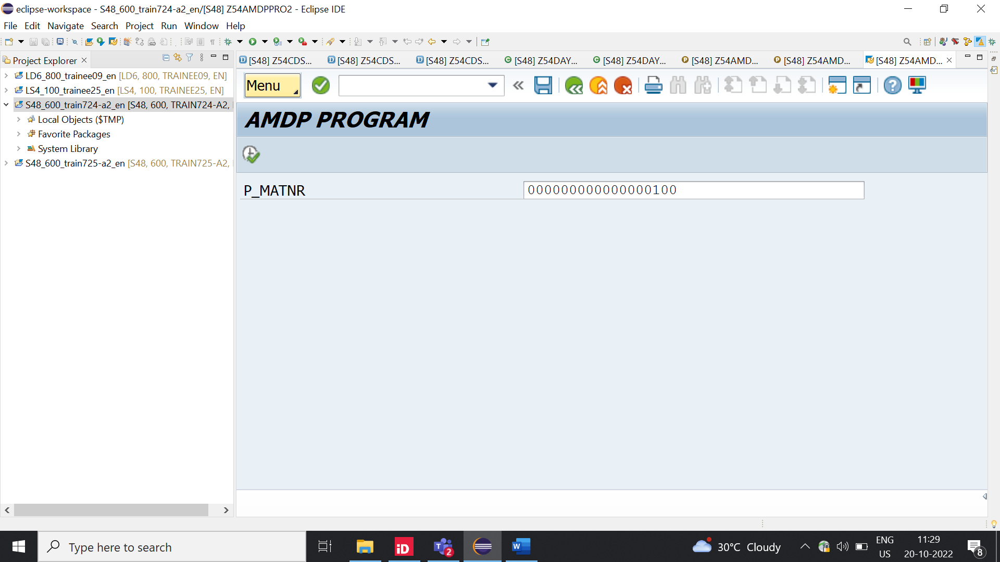 eclipse-workspace - S48_600_train724-a2_en/[S48] Z54AMDPPRO2 - Eclipse IDE
File Edit Navigate Search Project Run Window Help
Project Explorer
[S48] Z54CDS... [S48] Z54CDS... [S48] Z54CDS... [S48] Z54DAY... [S48] Z54DAY... [S48] Z54AMD... [S48] Z54AMD... [S48] Z54AMD...
LD6_800_trainee09_en [LD6, 800, TRAINEE09, EN]
LS4_100_trainee25_en [LS4, 100, TRAINEE25, EN]
S48_600_train724-a2_en [S48, 600, TRAIN724-A2,
Local Objects ($TMP)
Favorite Packages
System Library
S48_600_train725-a2_en [S48, 600, TRAIN725-A2,
Menu
AMDP PROGRAM
P_MATNR 000000000000000100
Type here to search
iD
T 2
W
30°C Cloudy
ENG
US
11:29
20-10-2022
8